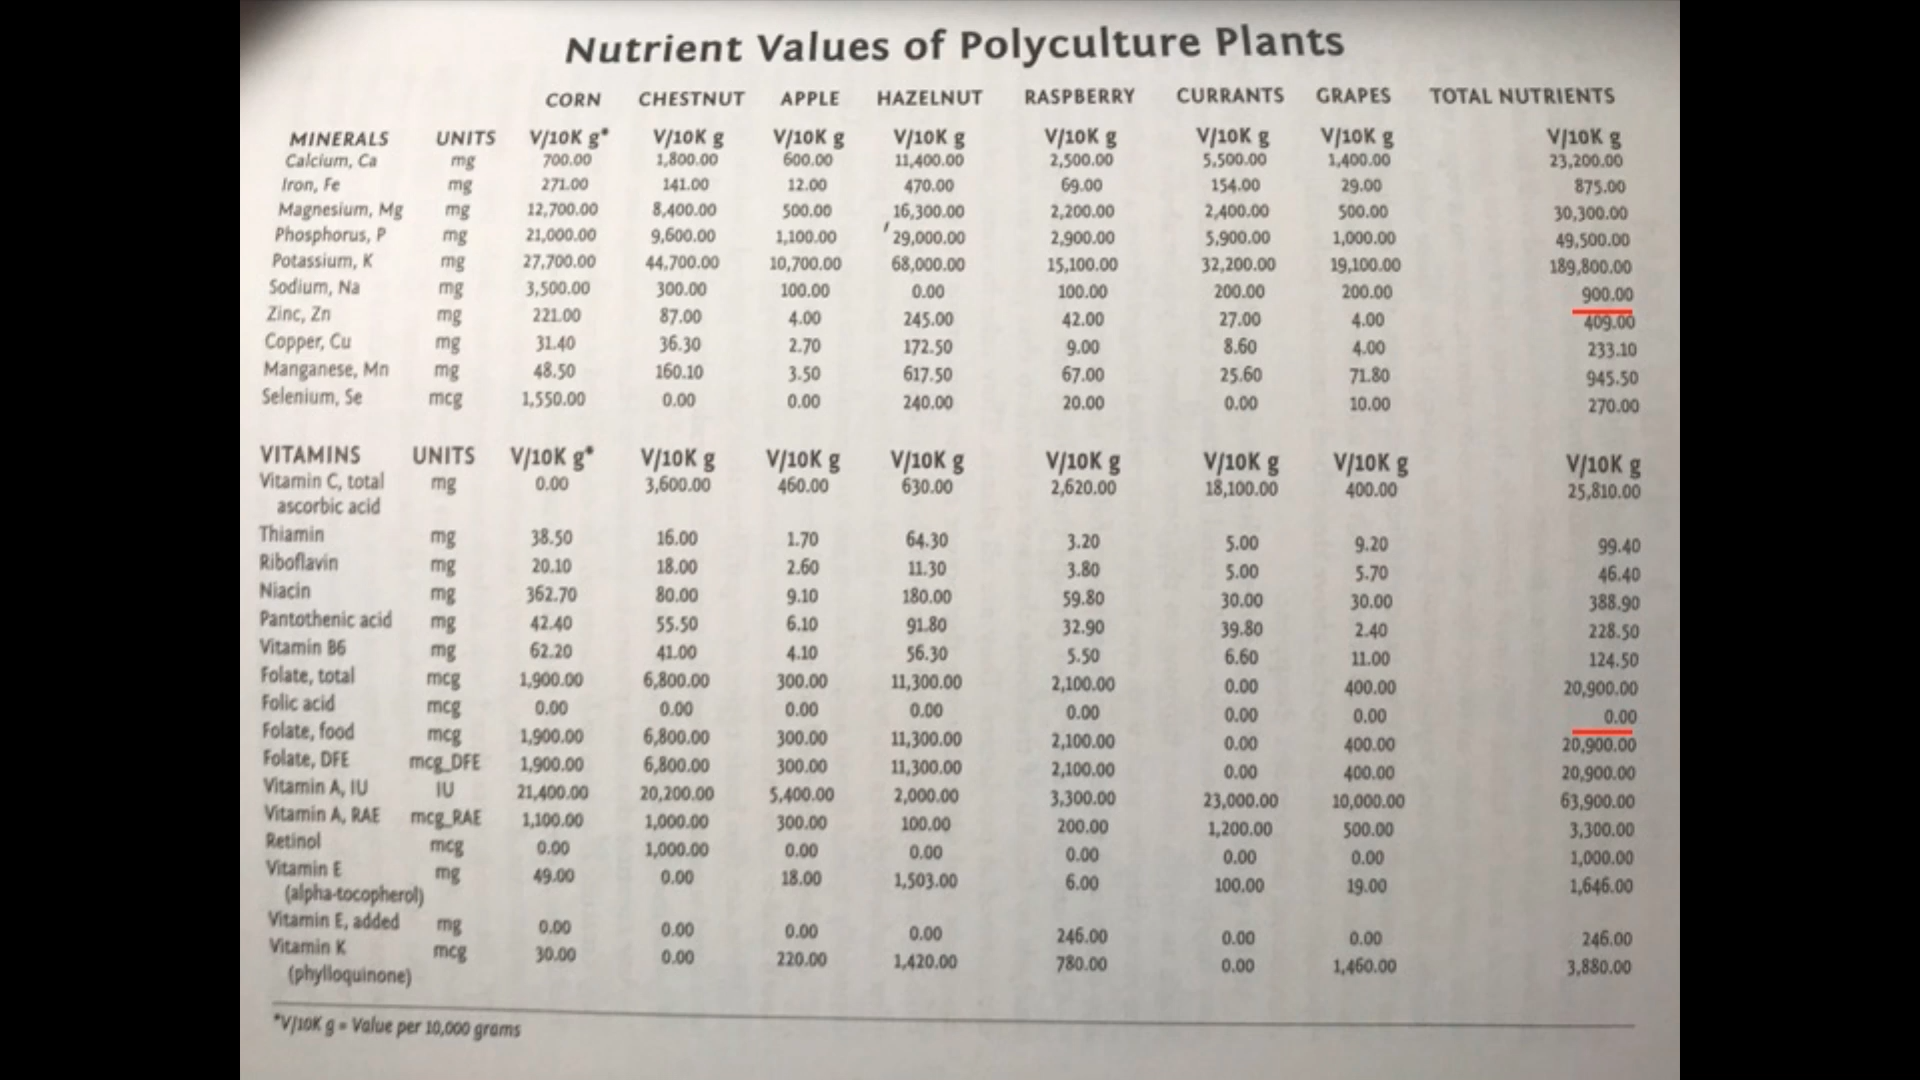 Nutrient Values of Polyculture Plants
CORN CHESTNUT APPLE HAZELNUT RASPBERRY CURRANTS GRAPES TOTAL NUTRIENTS
MINERALS UNITS V/10K g* V/10K g V/10K g V/10K g V/10K g V/10K g V/10K g V/10K g
Calcium, Ca mg 700.00 1,800.00 600.00 11,400.00 2,500.00 5,500.00 1,400.00 23,200.00
Iron, Fe mg 271.00 141.00 12.00 470.00 69.00 154.00 29.00 875.00
Magnesium, Mg mg 12,700.00 8,400.00 500.00 16,300.00 2,200.00 2,400.00 500.00 30,300.00
Phosphorus, P mg 21,000.00 9,600.00 1,100.00 29,000.00 2,900.00 5,900.00 1,000.00 49,500.00
Potassium, K mg 27,700.00 44,700.00 10,700.00 68,000.00 15,100.00 32,200.00 19,100.00 189,800.00
Sodium, Na mg 3,500.00 300.00 100.00 0.00 100.00 200.00 200.00 900.00
Zinc, Zn mg 221.00 87.00 4.00 245.00 42.00 27.00 4.00 409.00
Copper, Cu mg 31.40 36.30 2.70 172.50 9.00 8.60 4.00 233.10
Manganese, Mn mg 48.50 160.10 3.50 617.50 67.00 25.60 71.80 945.50
Selenium, Se mcg 1,550.00 0.00 0.00 240.00 20.00 0.00 10.00 270.00
VITAMINS UNITS V/10K g* V/10K g V/10K g V/10K g V/10K g V/10K g V/10K g V/10K g
Vitamin C, total mg 0.00 3,600.00 460.00 630.00 2,620.00 18,100.00 400.00 25,810.00
ascorbic acid
Thiamin mg 38.50 16.00 1.70 64.30 3.20 5.00 9.20 99.40
Riboflavin mg 20.10 18.00 2.60 11.30 3.80 5.00 5.70 46.40
Niacin mg 362.70 80.00 9.10 180.00 59.80 30.00 30.00 388.90
Pantothenic acid mg 42.40 55.50 6.10 91.80 32.90 39.80 2.40 228.50
Vitamin B6 mg 62.20 41.00 4.10 56.30 5.50 6.60 11.00 124.50
Folate, total mcg 1,900.00 6,800.00 300.00 11,300.00 2,100.00 0.00 400.00 20,900.00
Folic acid mcg 0.00 0.00 0.00 0.00 0.00 0.00 0.00 0.00
Folate, food mcg 1,900.00 6,800.00 300.00 11,300.00 2,100.00 0.00 400.00 20,900.00
Folate, DFE mcg_DFE 1,900.00 6,800.00 300.00 11,300.00 2,100.00 0.00 400.00 20,900.00
Vitamin A, IU IU 21,400.00 20,200.00 5,400.00 2,000.00 3,300.00 23,000.00 10,000.00 63,900.00
Vitamin A, RAE mcg_RAE 1,100.00 1,000.00 300.00 100.00 200.00 1,200.00 500.00 3,300.00
Retinol mcg 0.00 1,000.00 0.00 0.00 0.00 0.00 0.00 1,000.00
Vitamin E mg 49.00 0.00 18.00 1,503.00 6.00 100.00 19.00 1,646.00
(alpha-tocopherol)
Vitamin E, added mg 0.00 0.00 0.00 0.00 246.00 0.00 0.00 246.00
Vitamin K mcg 30.00 0.00 220.00 1,420.00 780.00 0.00 1,460.00 3,880.00
(phylloquinone)
*V/10K g = Value per 10,000 grams